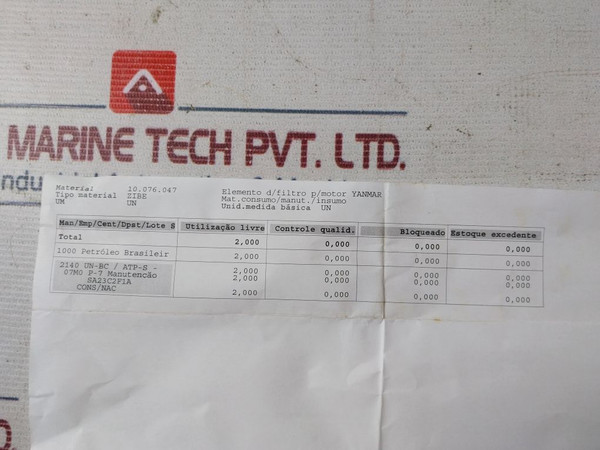 MARINE TECH PVT. LTD.
Material 10.076.047 Elemento d/filtro p/motor YANMAR
Tipo material ZIBE Mat.consumo/manut./insumo
UM UN Unid.medida básica UN
Man/Emp/Cent/Dpst/Lote S Utilização livre Controle qualid. Bloqueado Estoque excedente
Total 2,000 0,000 0,000 0,000
1000 Petróleo Brasileir 2,000 0,000 0,000 0,000
2140 UN-BC / ATP-S - 2,000 0,000 0,000 0,000
07M0 P-7 Manutencão 2,000 0,000 0,000 0,000
SA23C2F1A
CONS/NAC 2,000 0,000 0,000 0,000